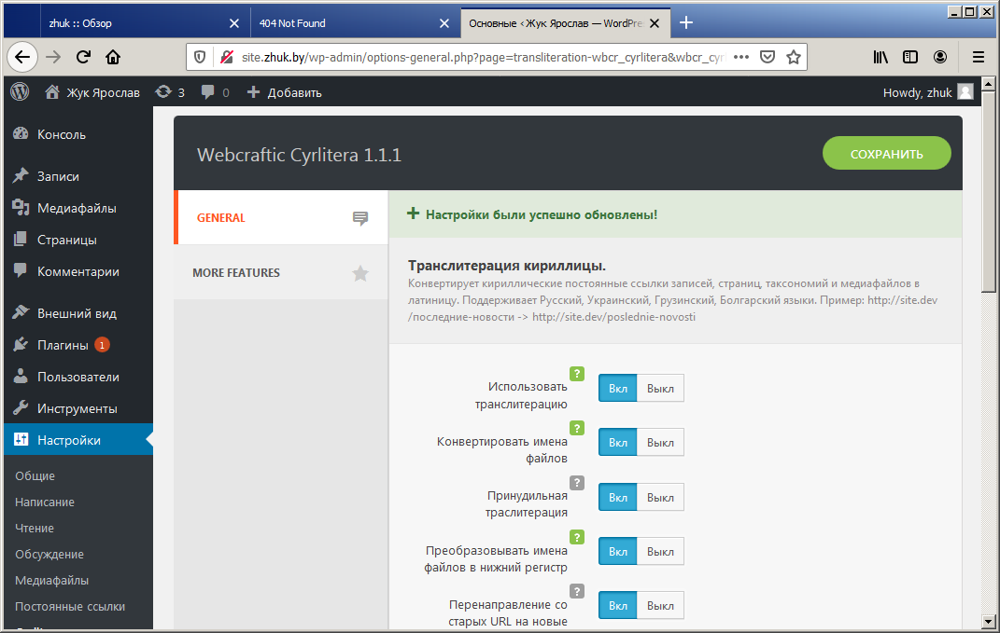 zhuk :: Обзор
404 Not Found
Основные ‹ Жук Ярослав — WordPre
site.zhuk.by/wp-admin/options-general.php?page=transliteration-wbcr_cyrlitera&wbcr_cyr
Жук Ярослав
3
0
Добавить
Howdy, zhuk
Консоль
Записи
Медиафайлы
Страницы
Комментарии
Внешний вид
Плагины 1
Пользователи
Инструменты
Настройки
Общие
Написание
Чтение
Обсуждение
Медиафайлы
Постоянные ссылки
Webcraftic Cyrlitera 1.1.1
СОХРАНИТЬ
GENERAL
MORE FEATURES
Настройки были успешно обновлены!
Транслитерация кириллицы.
Конвертирует кириллические постоянные ссылки записей, страниц, таксономий и медиафайлов в
латиницу. Поддерживает Русский, Украинский, Грузинский, Болгарский языки. Пример: http://site.dev
/последние-новости -> http://site.dev/poslednie-novosti
Использовать
транслитерацию
?
Вкл Выкл
Конвертировать имена
файлов
?
Вкл Выкл
Принудильная
траслитерация
?
Вкл Выкл
Преобразовывать имена
файлов в нижний регистр
?
Вкл Выкл
Перенаправление со
старых URL на новые
?
Вкл Выкл